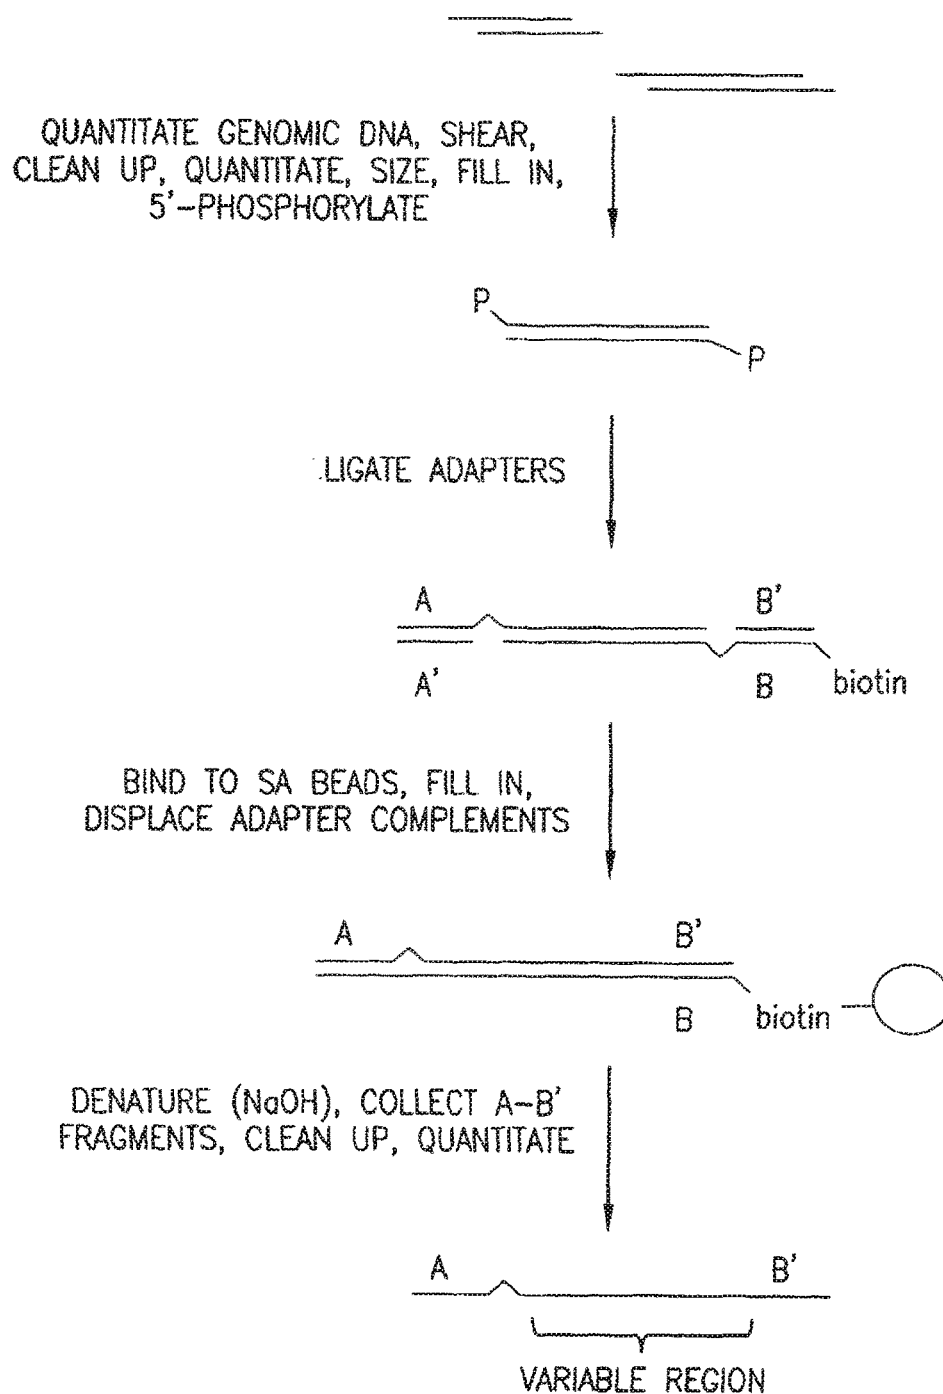 QUANTITATE GENOMIC DNA, SHEAR,
CLEAN UP, QUANTITATE, SIZE, FILL IN,
5'-PHOSPHORYLATE
P
P
LIGATE ADAPTERS
A B'
A' B biotin
BIND TO SA BEADS, FILL IN,
DISPLACE ADAPTER COMPLEMENTS
A B'
B biotin
DENATURE (NaOH), COLLECT A-B'
FRAGMENTS, CLEAN UP, QUANTITATE
A B'
VARIABLE REGION